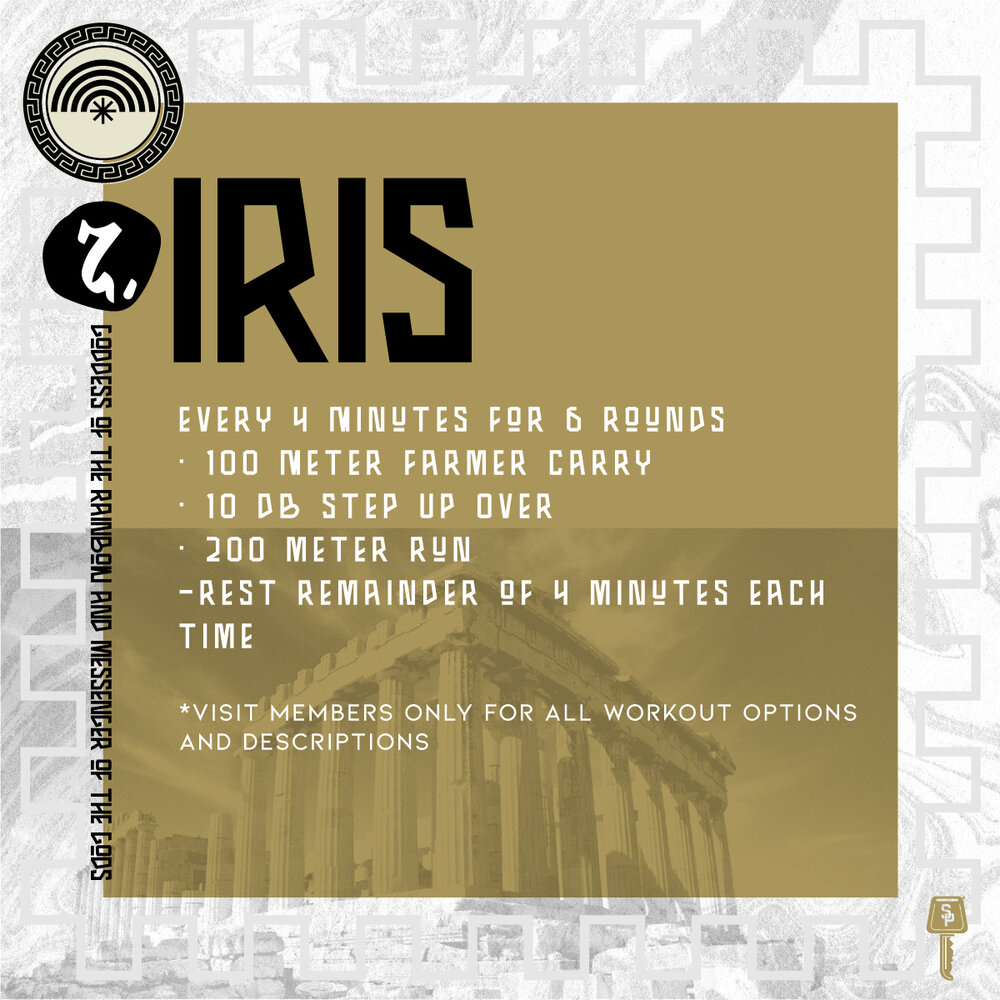 7.
IRIS
GODDESS OF THE RAINBOW AND MESSENGER OF THE GODS
EVERY 4 MINUTES FOR 6 ROUNDS
· 100 METER FARMER CARRY
· 10 DB STEP UP OVER
· 200 METER RUN
-REST REMAINDER OF 4 MINUTES EACH
TIME
*VISIT MEMBERS ONLY FOR ALL WORKOUT OPTIONS
AND DESCRIPTIONS
SP